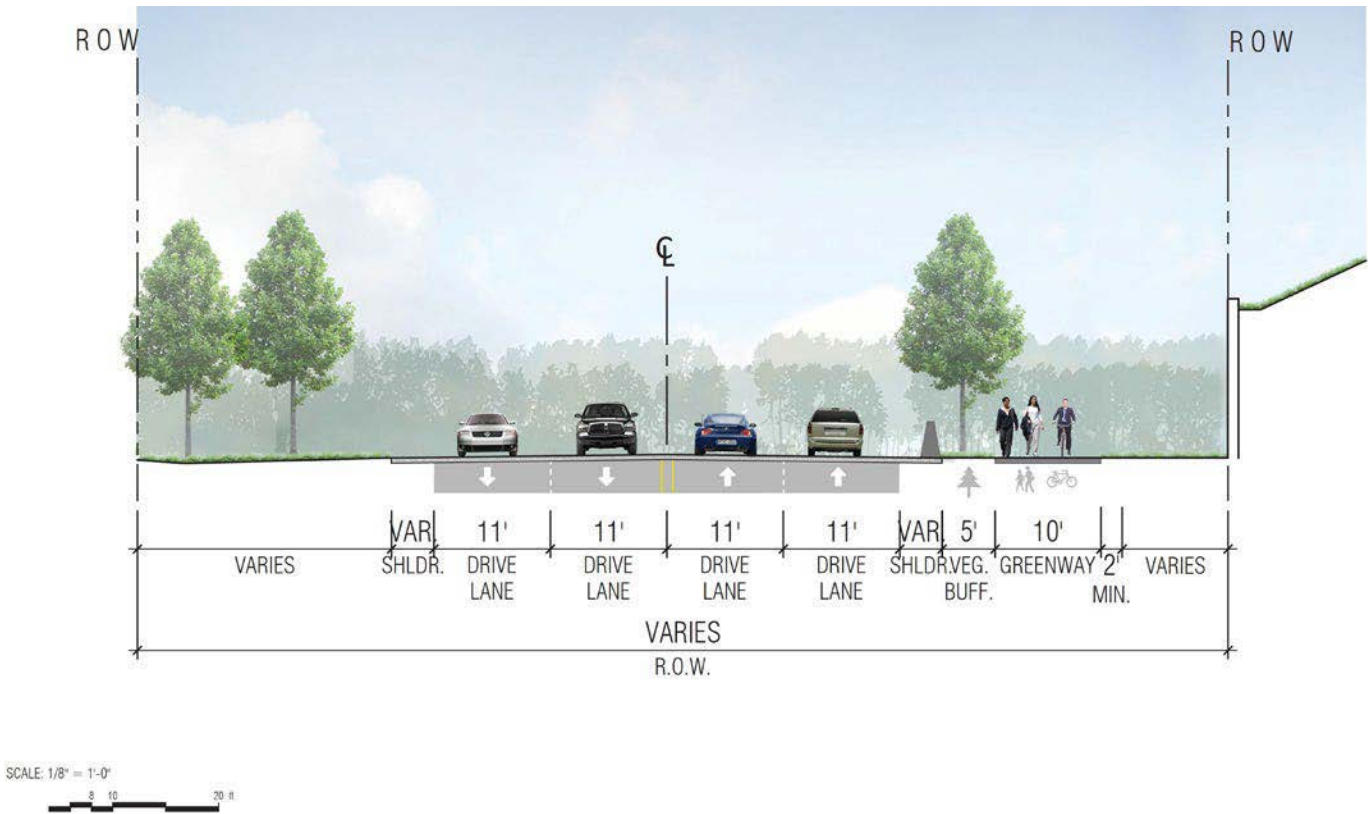 ROW
ROW
℄
VAR. 11' 11' 11' 11' VAR. 5' 10'
VARIES SHLDR. DRIVE DRIVE DRIVE DRIVE SHLDR. VEG. GREENWAY 2' VARIES
LANE LANE LANE LANE BUFF. MIN.
VARIES
R.O.W.
SCALE: 1/8" = 1'-0"
8 10 20 ft